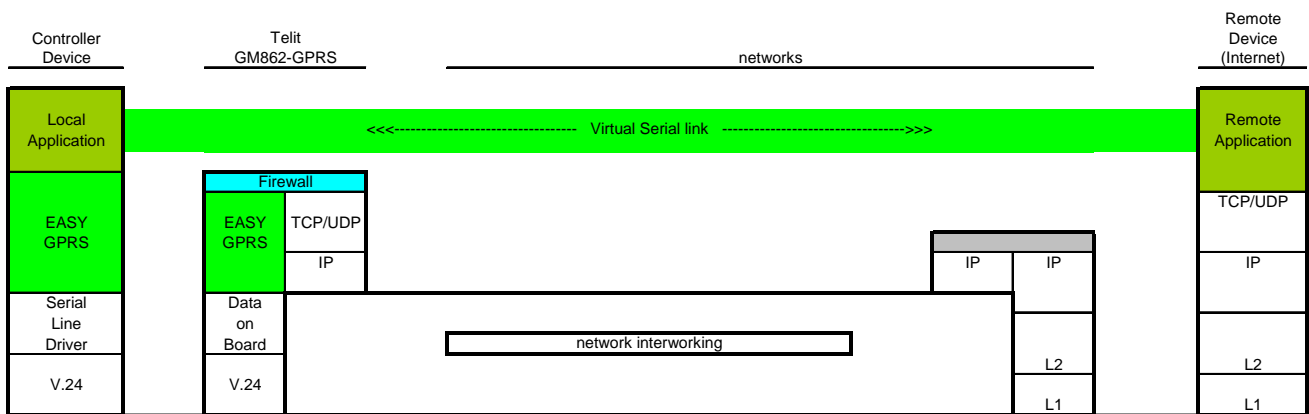 Controller
Device
Telit
GM862-GPRS
networks
Remote
Device
(Internet)
Local
Application
<<<---------------------------------- Virtual Serial link ---------------------------------->>>
Remote
Application
Firewall
EASY
GPRS
EASY
GPRS
TCP/UDP
IP
IP
IP
TCP/UDP
IP
Serial
Line
Driver
Data
on
Board
network interworking
L2
L2
V.24
V.24
L1
L1